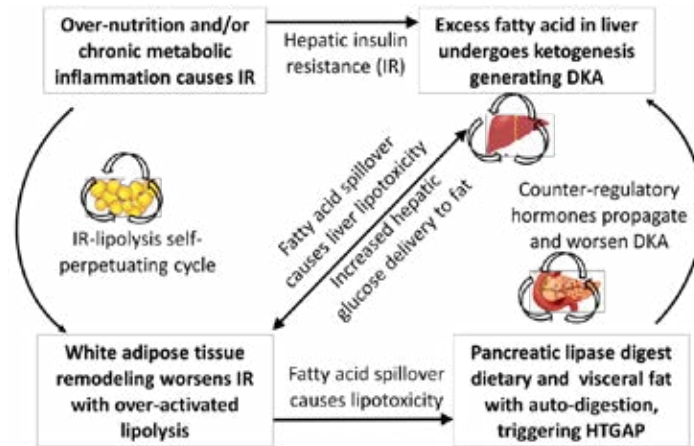 Over-nutrition and/or
chronic metabolic
inflammation causes IR
Hepatic insulin
resistance (IR)
Excess fatty acid in liver
undergoes ketogenesis
generating DKA
IR-lipolysis self-
perpetuating cycle
Fatty acid spillover
causes liver lipotoxicity
Increased hepatic
glucose delivery to fat
Counter-regulatory
hormones propagate
and worsen DKA
White adipose tissue
remodeling worsens IR
with over-activated
lipolysis
Fatty acid spillover
causes lipotoxicity
Pancreatic lipase digest
dietary and visceral fat
with auto-digestion,
triggering HTGAP